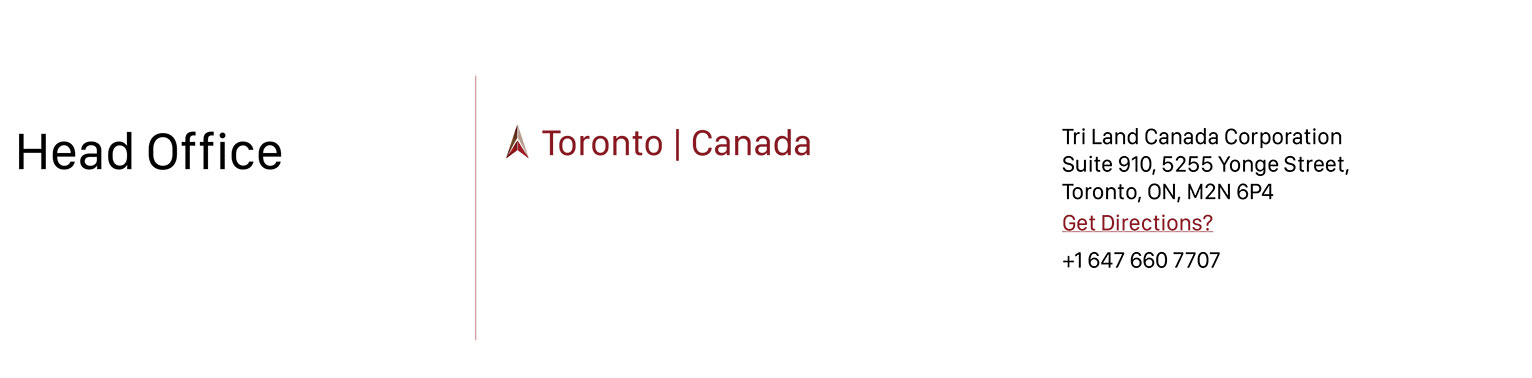 Head Office
Toronto | Canada
Tri Land Canada Corporation
Suite 910, 5255 Yonge Street,
Toronto, ON, M2N 6P4
Get Directions?
+1 647 660 7707